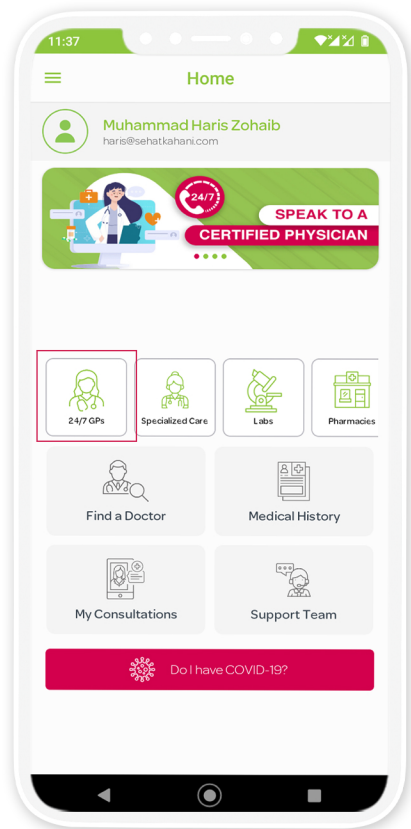 11:37
Home
Muhammad Haris Zohaib
haris@sehatkahani.com
24/7
SPEAK TO A
CERTIFIED PHYSICIAN
24/7 GPs
Specialized Care
Labs
Pharmacies
Find a Doctor
Medical History
My Consultations
Support Team
Do I have COVID-19?